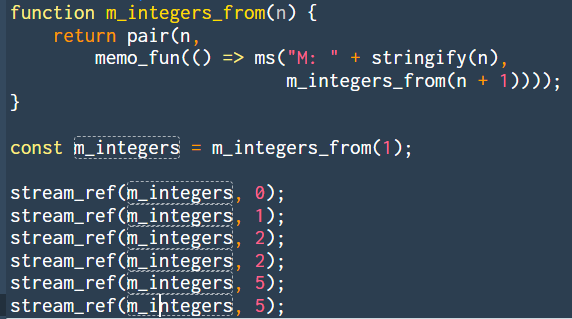 function m_integers_from(n) {
    return pair(n,
        memo_fun(() => ms("M: " + stringify(n),
                          m_integers_from(n + 1))));
}
const m_integers = m_integers_from(1);
stream_ref(m_integers, 0);
stream_ref(m_integers, 1);
stream_ref(m_integers, 2);
stream_ref(m_integers, 2);
stream_ref(m_integers, 5);
stream_ref(m_integers, 5);